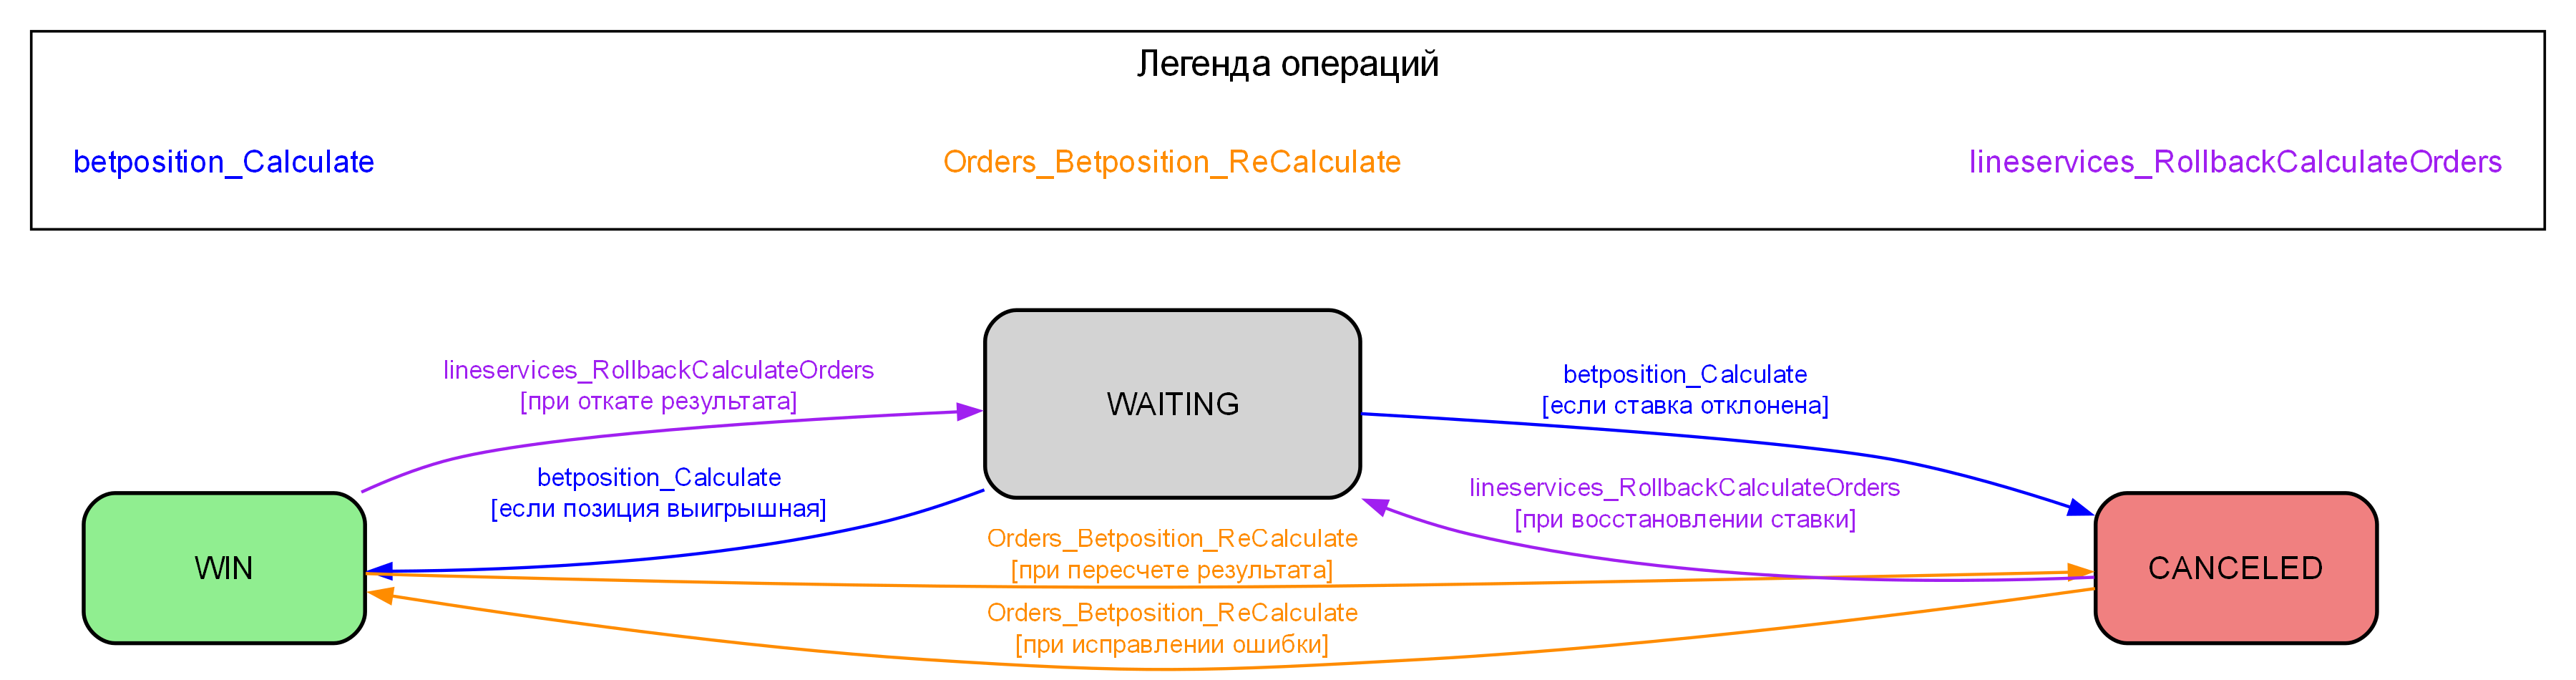 Легенда операций
betposition_Calculate
Orders_Betposition_ReCalculate
lineservices_RollbackCalculateOrders
lineservices_RollbackCalculateOrders
[при откате результата]
WAITING
betposition_Calculate
[если ставка отклонена]
betposition_Calculate
[если позиция выигрышная]
lineservices_RollbackCalculateOrders
[при восстановлении ставки]
WIN
Orders_Betposition_ReCalculate
[при пересчете результата]
CANCELED
Orders_Betposition_ReCalculate
[при исправлении ошибки]